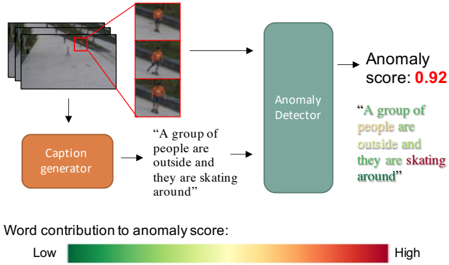 Anomaly
score: 0.92
Anomaly
Detector
Caption
generator
“A group of
people are
outside and
they are skating
around”
“A group of
people are
outside and
they are skating
around”
Word contribution to anomaly score:
Low
High